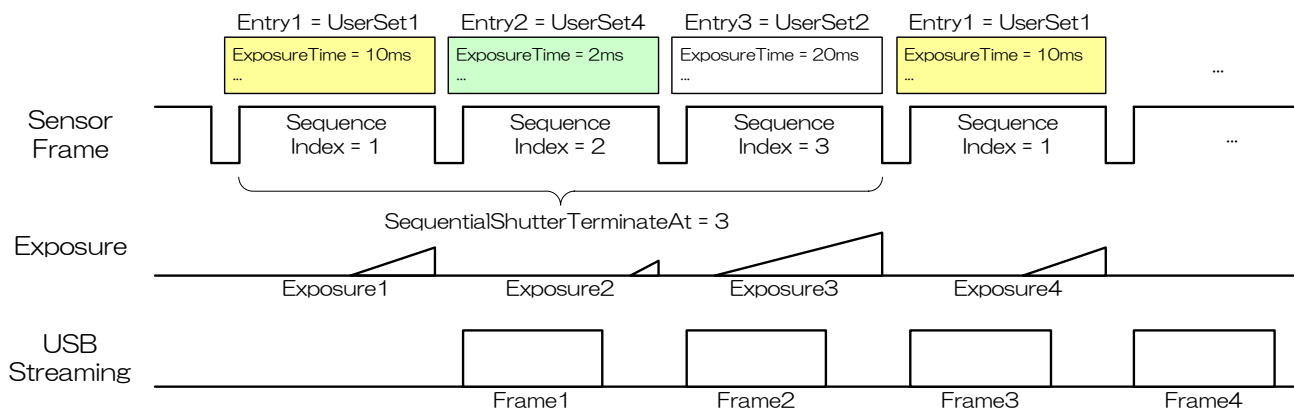 Entry1 = UserSet1
Entry2 = UserSet4
Entry3 = UserSet2
Entry1 = UserSet1
ExposureTime = 10ms
...
ExposureTime = 2ms
...
ExposureTime = 20ms
...
ExposureTime = 10ms
...
...
Sensor
Frame
Sequence
Index = 1
Sequence
Index = 2
Sequence
Index = 3
Sequence
Index = 1
...
SequentialShutterTerminateAt = 3
Exposure
Exposure1
Exposure2
Exposure3
Exposure4
USB
Streaming
Frame1
Frame2
Frame3
Frame4